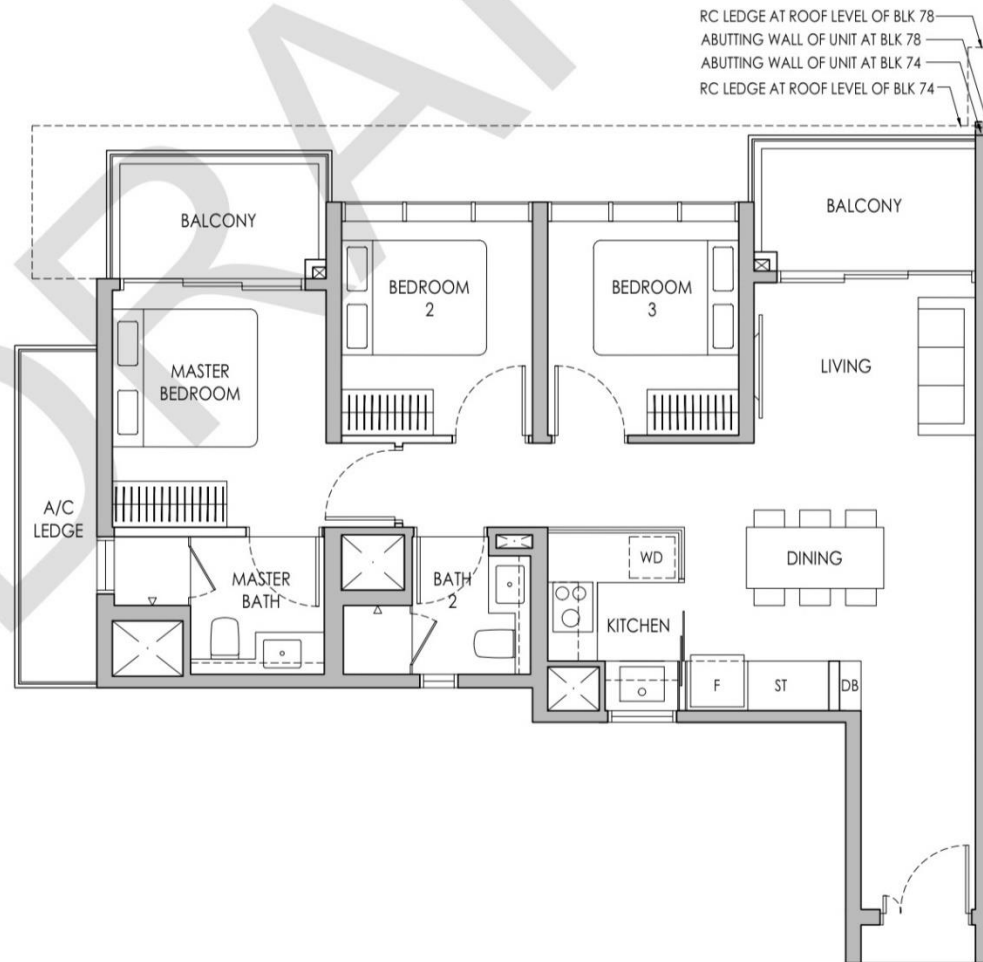 RC LEDGE AT ROOF LEVEL OF BLK 78
ABUTTING WALL OF UNIT AT BLK 78
ABUTTING WALL OF UNIT AT BLK 74
RC LEDGE AT ROOF LEVEL OF BLK 74
BALCONY
BALCONY
BEDROOM
2
BEDROOM
3
MASTER
BEDROOM
LIVING
A/C
LEDGE
MASTER
BATH
BATH
2
WD
DINING
KITCHEN
F
ST
DB